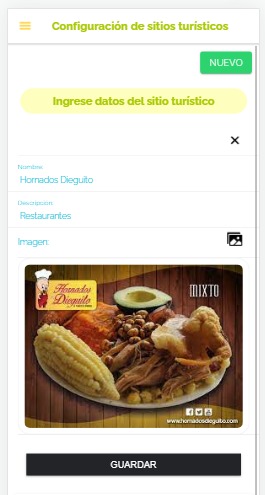 Configuración de sitios turísticos
NUEVO
Ingrese datos del sitio turístico
Nombre:
Hornados Dieguito
Descripción:
Restaurantes
Imagen:
Hornados
Dieguito
MIXTO
www.hornadosdieguito.com
GUARDAR